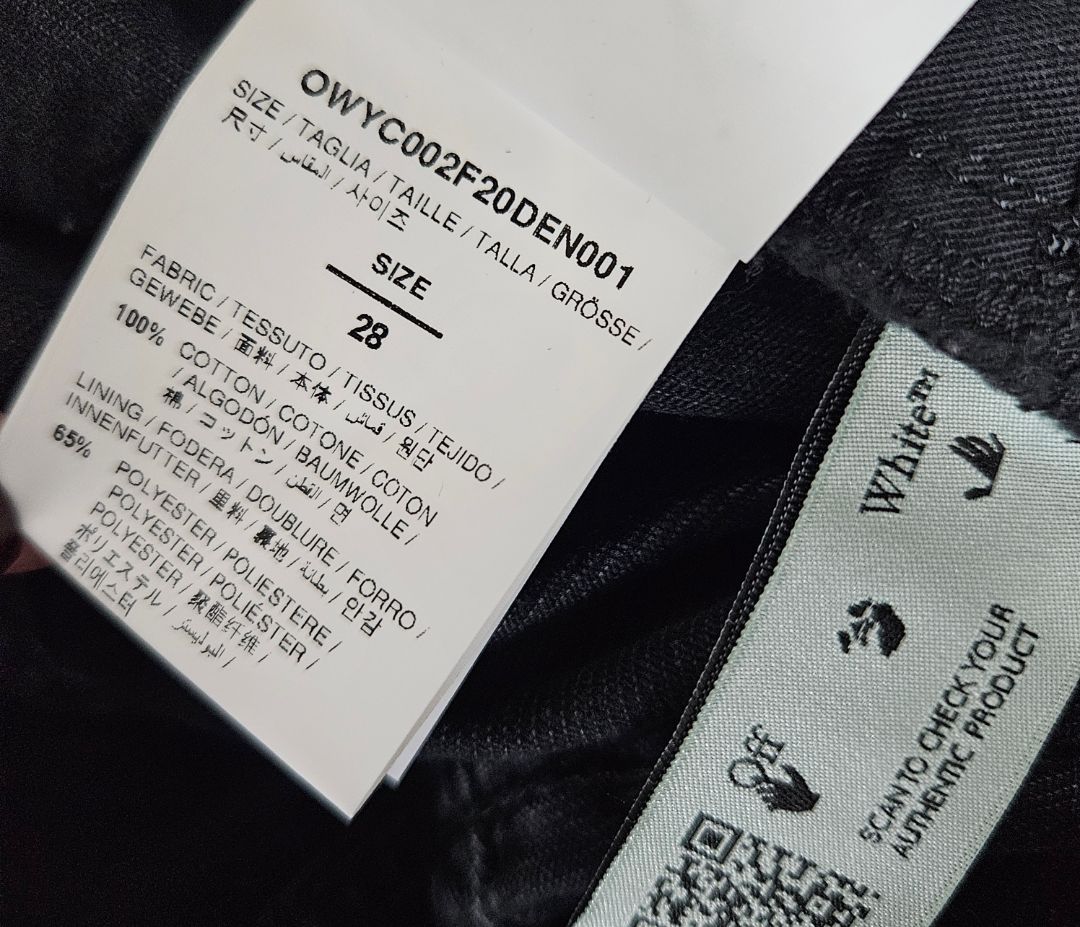 OWYC002F20DEN001
SIZE / TAGLIA / TAILLE / TALLA / GRÖSSE /
尺寸 / المقاس / 사이즈
SIZE
28
FABRIC / TESSUTO / TISSUS / TEJIDO /
GEWEBE / 面料 / 本体 / قماش / 원단
100% COTTON / COTONE / COTON
/ ALGODÓN / BAUMWOLLE /
棉 / コットン / القطن / 면
LINING / FODERA / DOUBLURE / FORRO /
INNENFUTTER / 里料 / 裏地 / بطانة / 안감
65% POLYESTER / POLIESTERE /
POLYESTER / POLIÉSTER /
POLYESTER / 聚酯纤维 /
ポリエステル / البوليستر /
폴리에스터
Off
White™
SCAN TO CHECK YOUR
AUTHENTIC PRODUCT